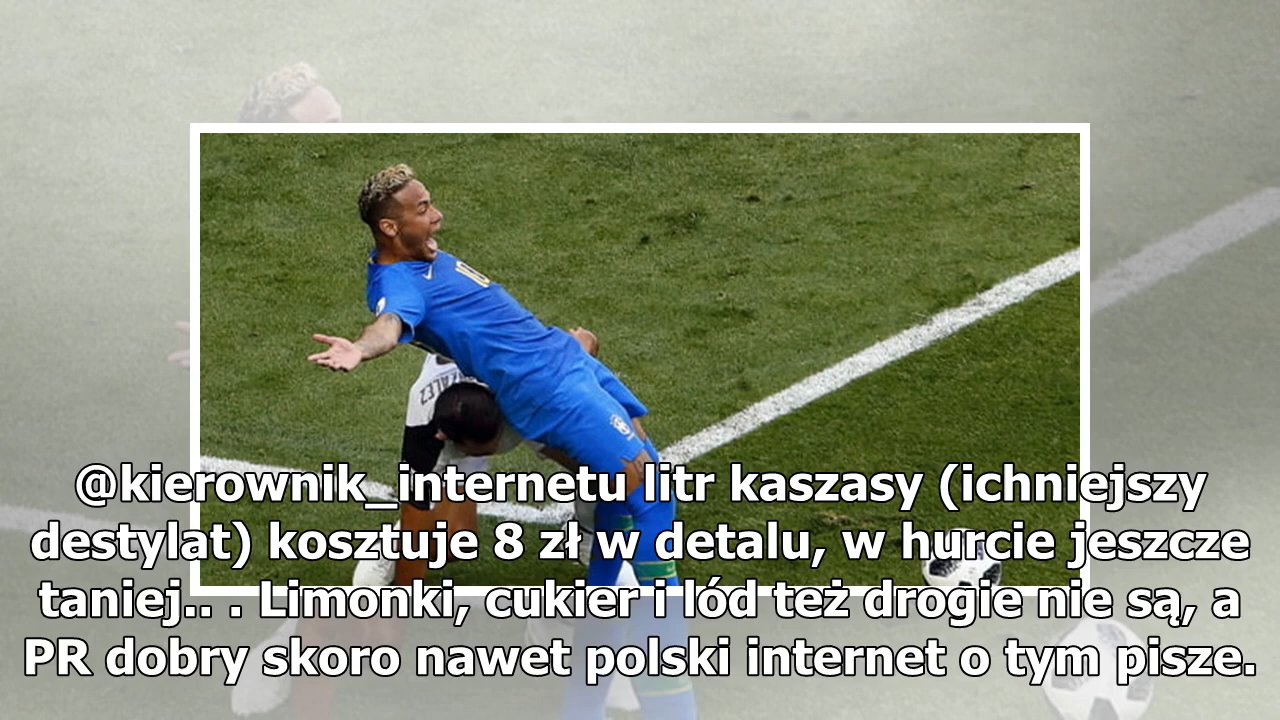 10
@kierownik_internetu litr kaszasy (ichniejszy
destylat) kosztuje 8 zł w detalu, w hurcie jeszcze
taniej.. . Limonki, cukier i lód też drogie nie są, a
PR dobry skoro nawet polski internet o tym pisze.